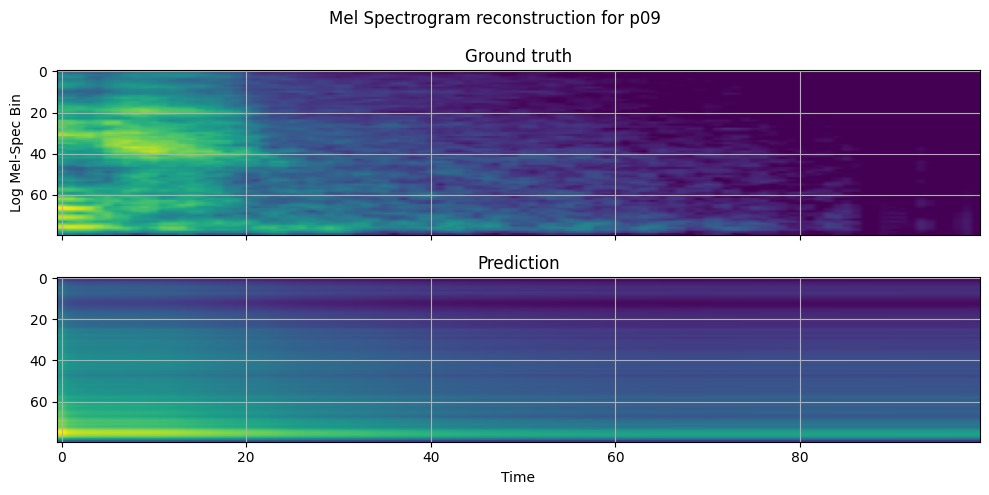 Mel Spectrogram reconstruction for p09
Ground truth
0
20
40
60
Log Mel-Spec Bin
Prediction
0
20
40
60
0 20 40 60 80
Time